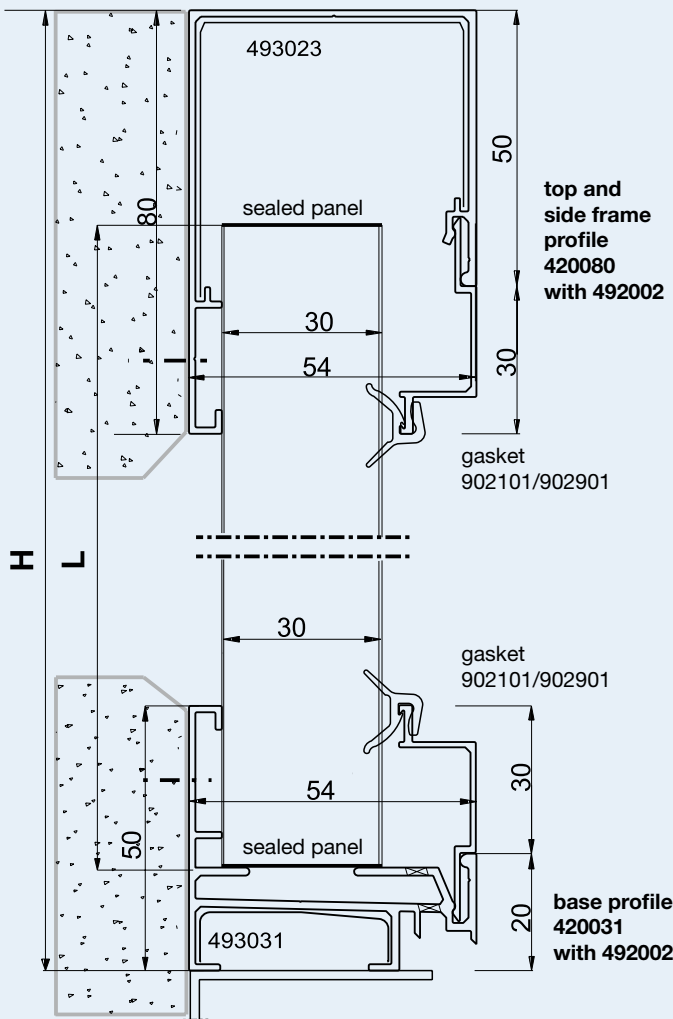 493023
50
80
sealed panel
top and
side frame
profile
420080
with 492002
30
54
30
gasket
902101/902901
H
L
30
gasket
902101/902901
54
30
50
sealed panel
20
base profile
420031
with 492002
493031